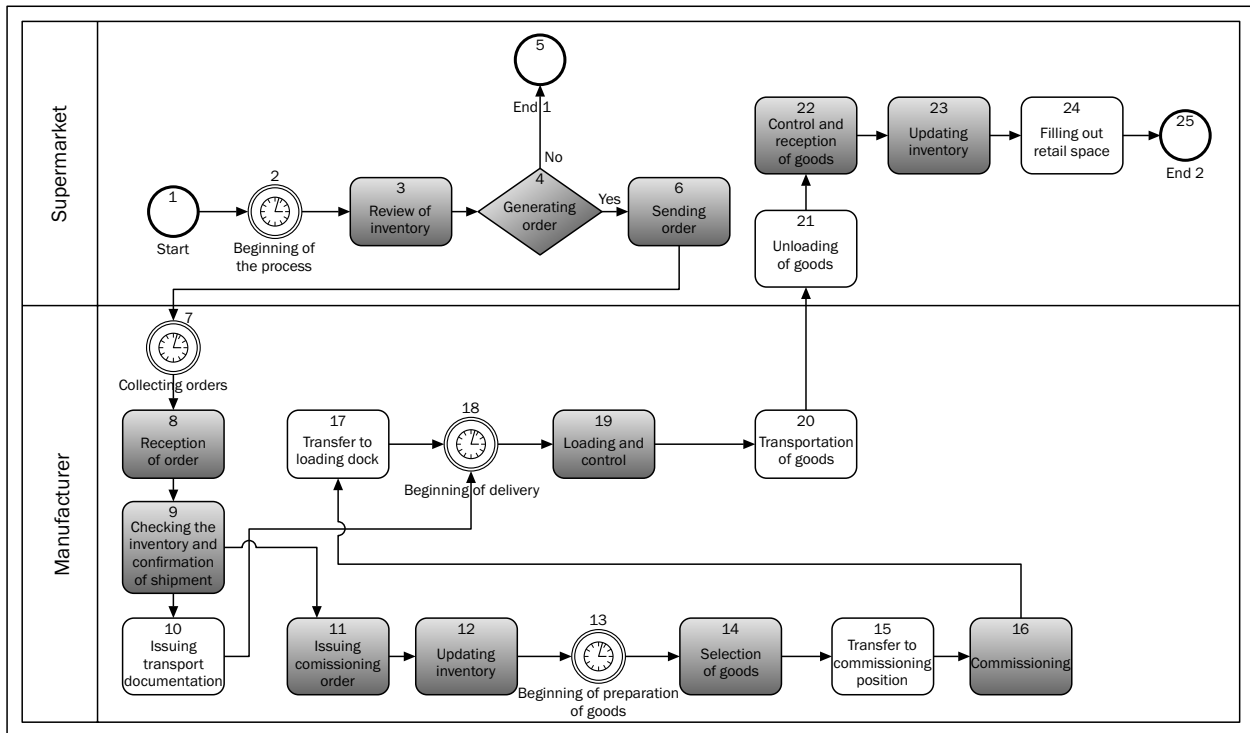 Supermarket
1
Start
2
Beginning of
the process
3
Review of
inventory
4
Generating
order
No
5
End 1
Yes
6
Sending
order
21
Unloading
of goods
22
Control and
reception
of goods
23
Updating
inventory
24
Filling out
retail space
25
End 2
Manufacturer
7
Collecting orders
8
Reception
of order
9
Checking the
inventory and
confirmation
of shipment
10
Issuing
transport
documentation
11
Issuing
comissioning
order
12
Updating
inventory
13
Beginning of preparation
of goods
14
Selection
of goods
15
Transfer to
commissioning
position
16
Commissioning
17
Transfer to
loading dock
18
Beginning of delivery
19
Loading and
control
20
Transportation
of goods